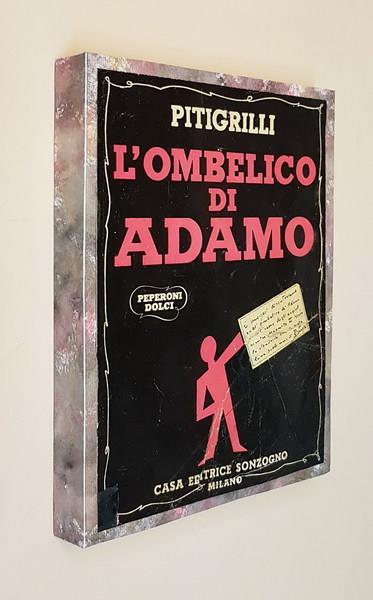 PITIGRILLI
L'OMBELICO
DI
ADAMO
PEPERONI
DOLCI
CASA EDITRICE SONZOGNO
MILANO